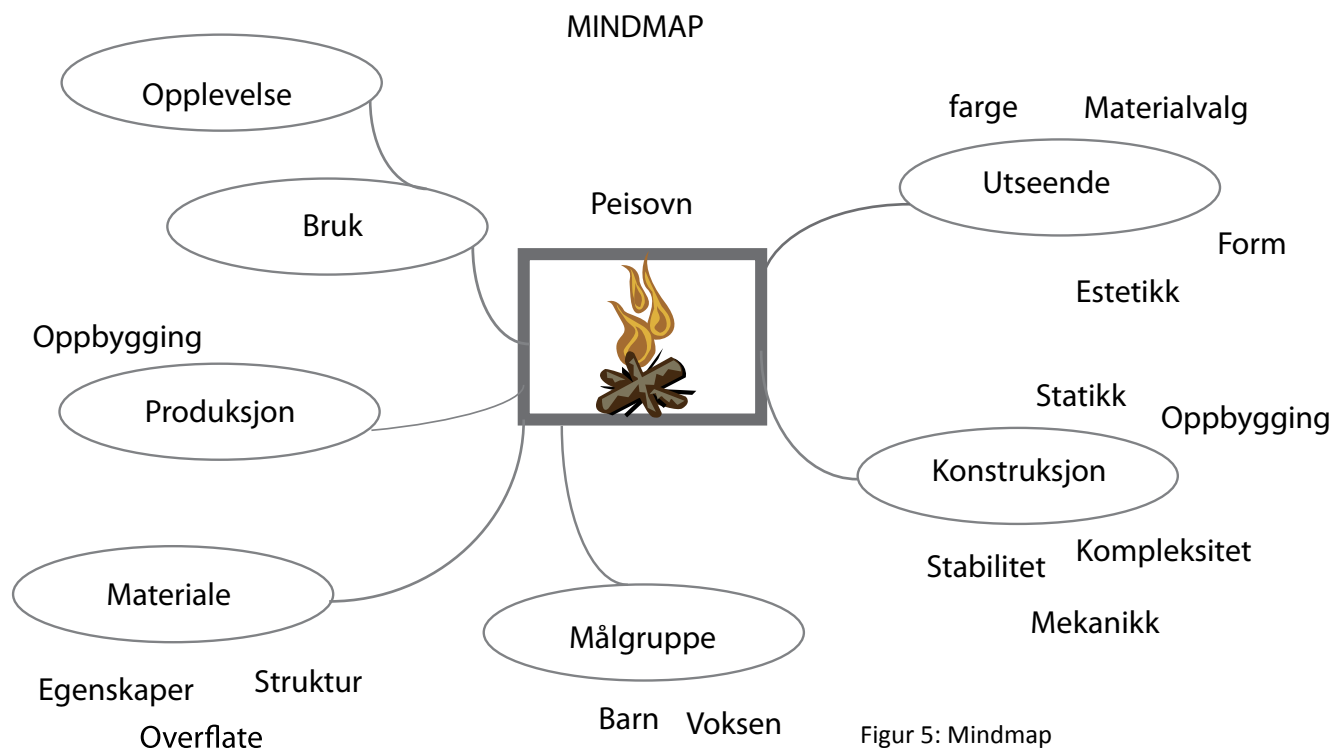 MINDMAP
Opplevelse
Bruk
Peisovn
farge
Materialvalg
Utseende
Form
Estetikk
Oppbygging
Produksjon
Statikk
Oppbygging
Konstruksjon
Stabilitet
Kompleksitet
Mekanikk
Materiale
Egenskaper
Struktur
Overflate
Målgruppe
Barn
Voksen
Figur 5: Mindmap